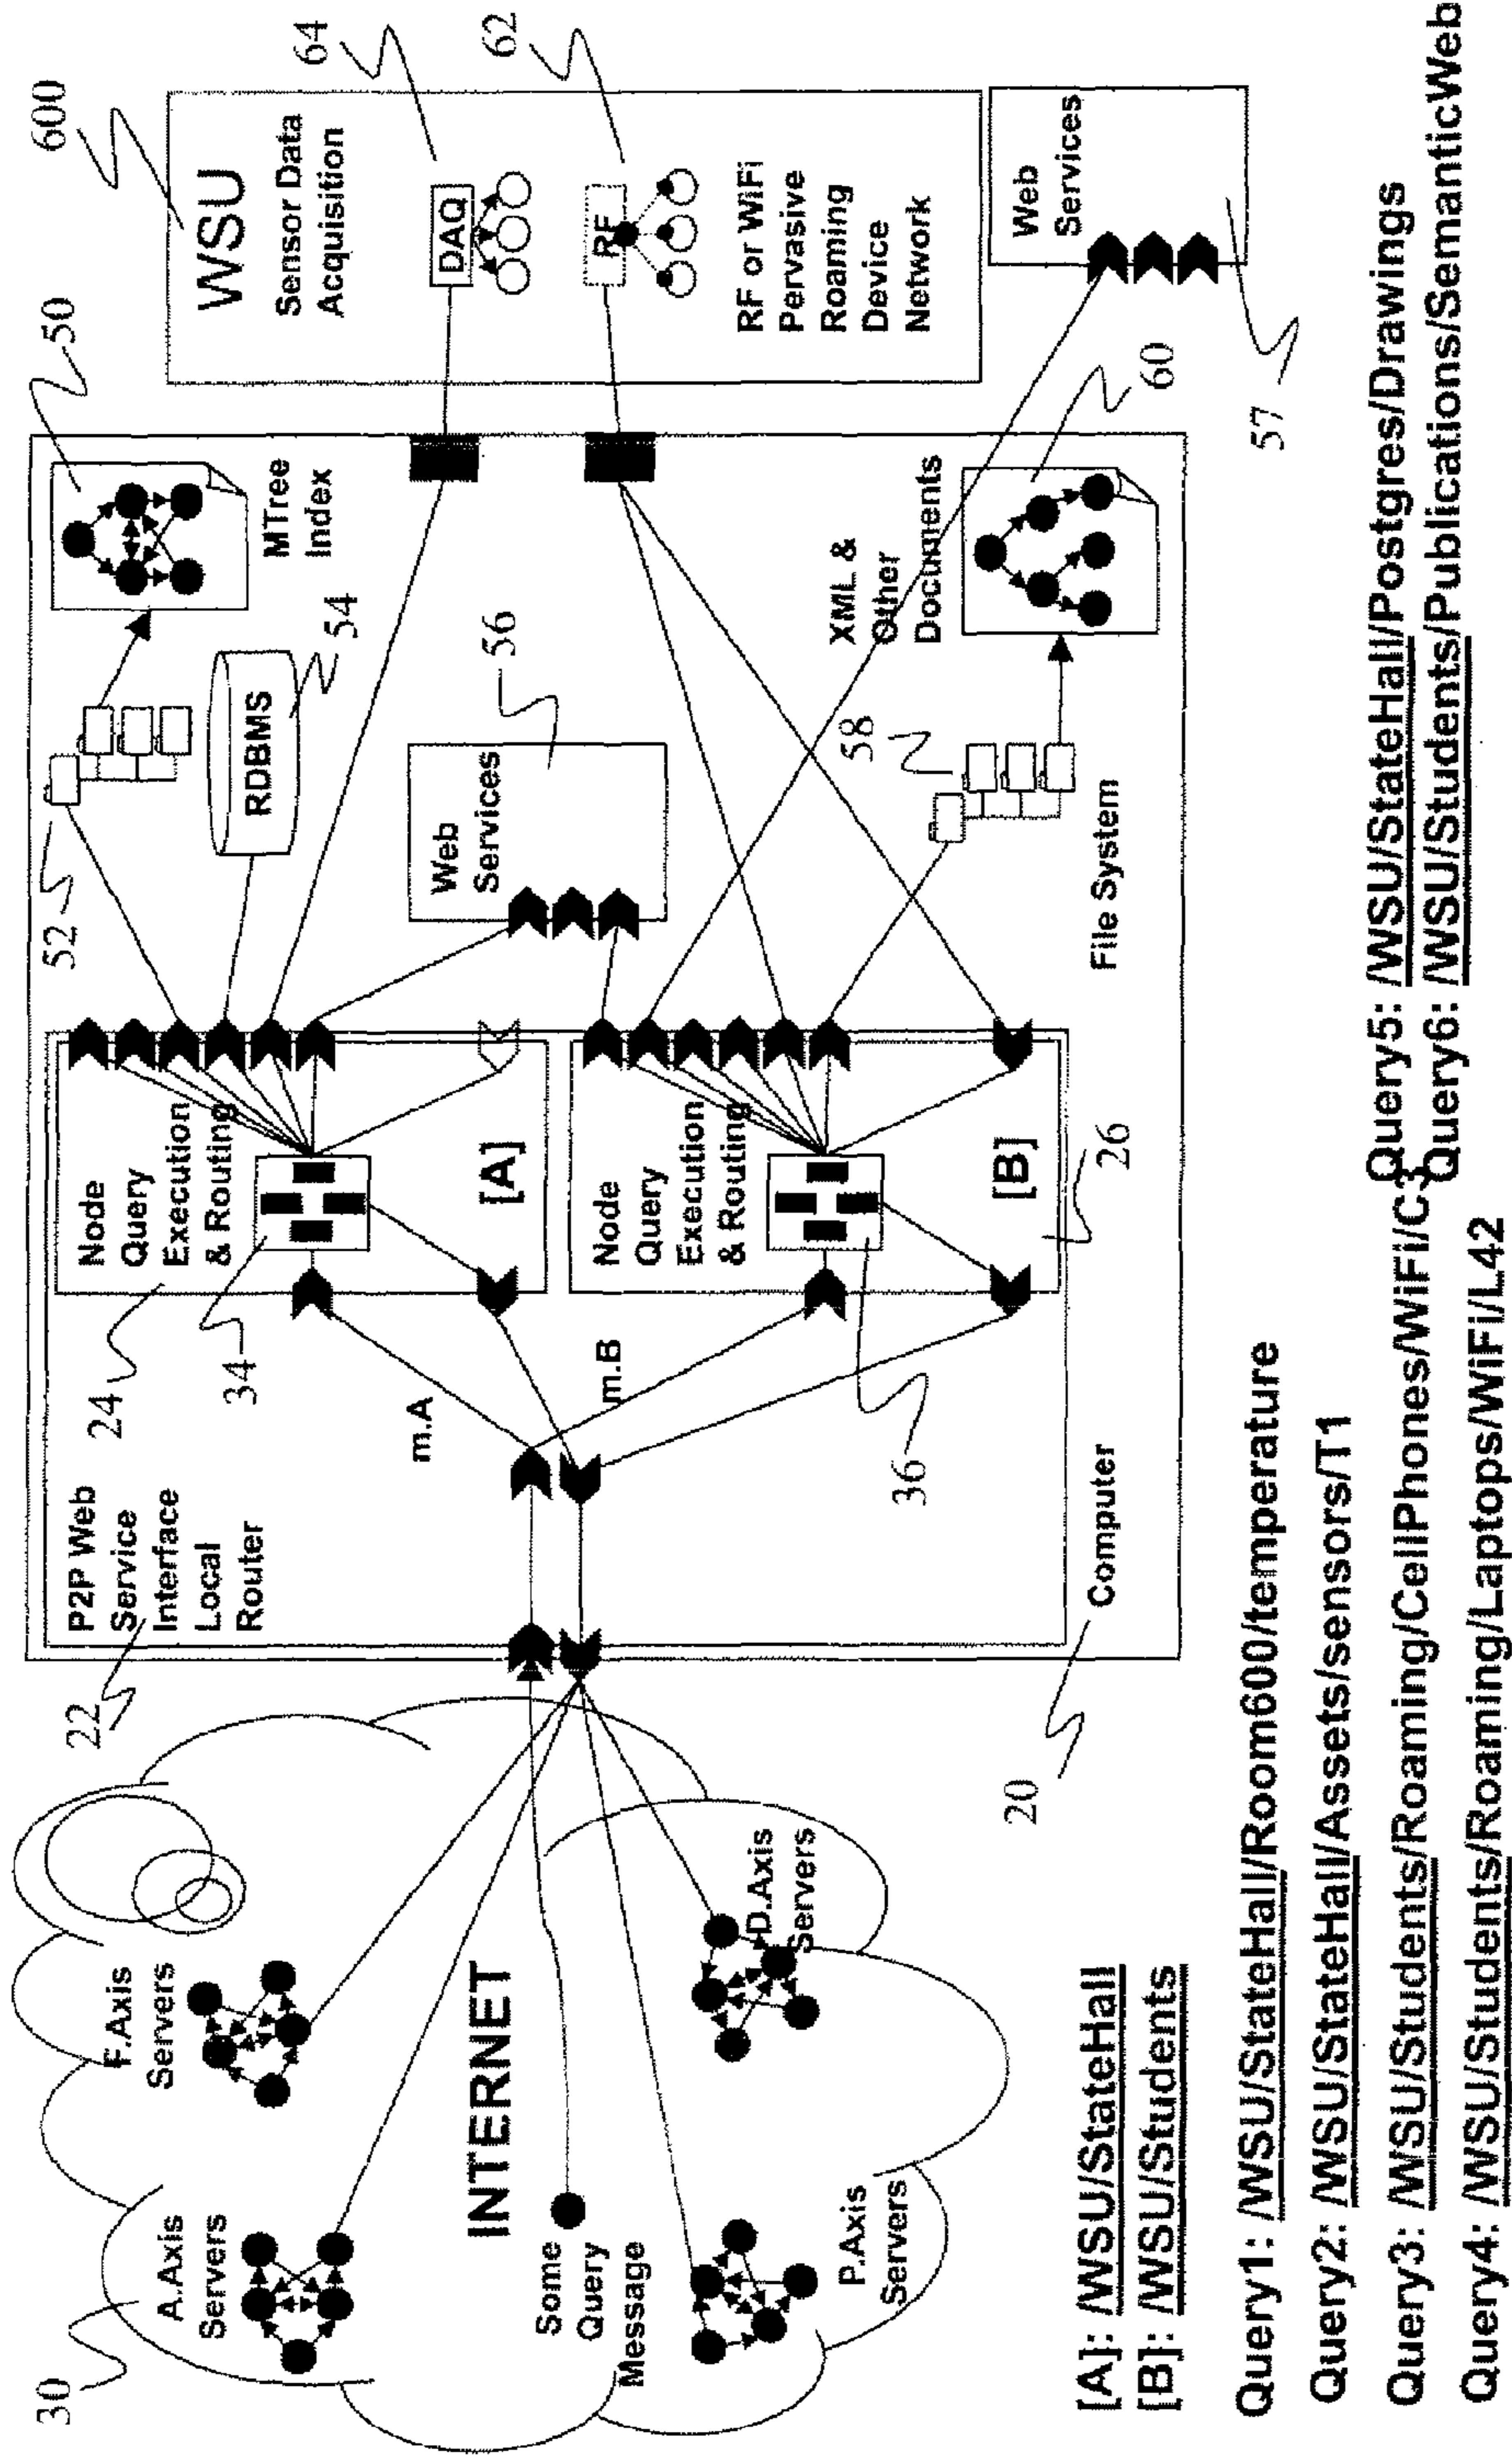 30
A.Axis
Servers
F.Axis
Servers
INTERNET
Some
Query
Message
P.Axis
Servers
D.Axis
Servers
22
P2P Web
Service
Interface
Local
Router
m.A
m.B
24
34
Node
Query
Execution
& Routing
[A]
Node
Query
Execution
& Routing
[B]
36
26
20
Computer
File System
52
RDBMS
54
MTree
Index
50
Web
Services
56
58
XML &
Other
Documents
60
600
WSU
Sensor Data
Acquisition
DAQ
64
RF
62
RF or WiFi
Pervasive
Roaming
Device
Network
Web
Services
57
[A]: /WSU/StateHall
[B]: /WSU/Students
Query1: /WSU/StateHall/Room600/temperature
Query2: /WSU/StateHall/Assets/sensors/T1
Query3: /WSU/Students/Roaming/CellPhones/WiFi/C3
Query4: /WSU/Students/Roaming/Laptops/WiFi/L42
Query5: /WSU/StateHall/Postgres/Drawings
Query6: /WSU/Students/Publications/SemanticWeb